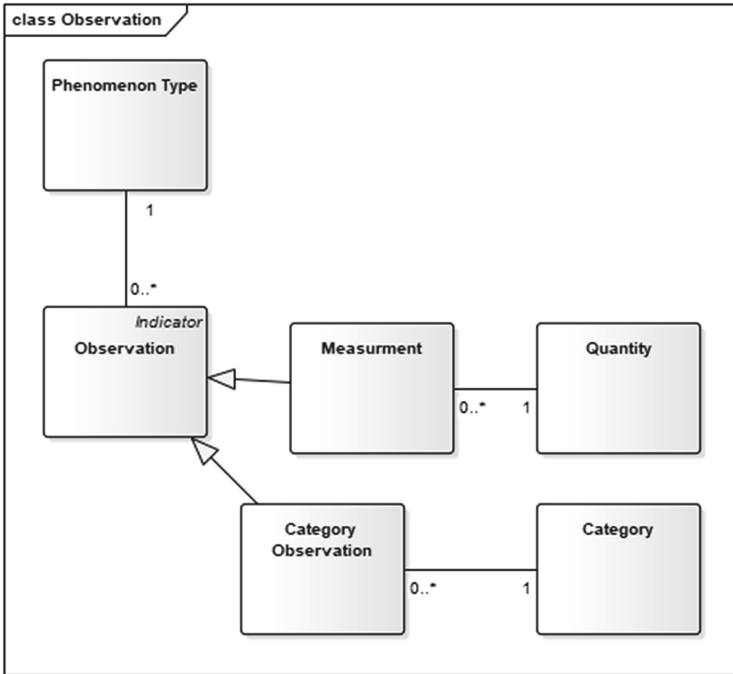 class Observation
Phenomenon Type
1
0..*
Indicator
Observation
Measurment
0..*
1
Quantity
Category
Observation
0..*
1
Category